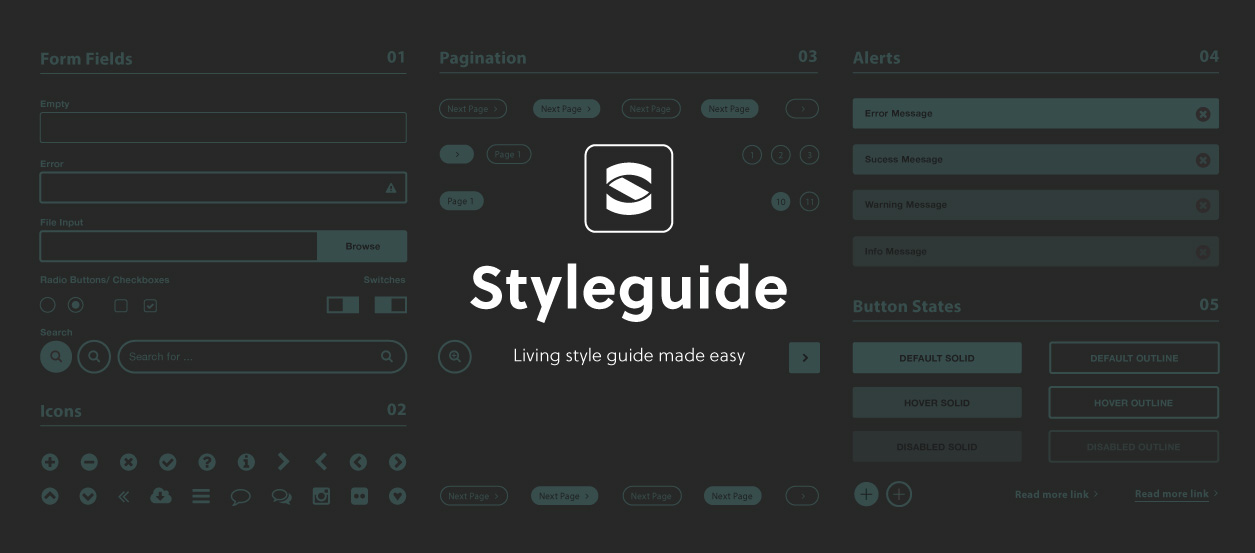 Form Fields 01
Empty
Error
File Input
Browse
Radio Buttons/ Checkboxes Switches
Search
Search for ...
Icons 02
Pagination 03
Next Page > Next Page > Next Page Next Page >
> Page 1 1 2 3
Page 1 10 11
Styleguide
Living style guide made easy
>
Next Page > Next Page > Next Page Next Page >
Alerts 04
Error Message
Sucess Meesage
Warning Message
Info Message
Button States 05
DEFAULT SOLID DEFAULT OUTLINE
HOVER SOLID HOVER OUTLINE
DISABLED SOLID DISABLED OUTLINE
Read more link > Read more link >